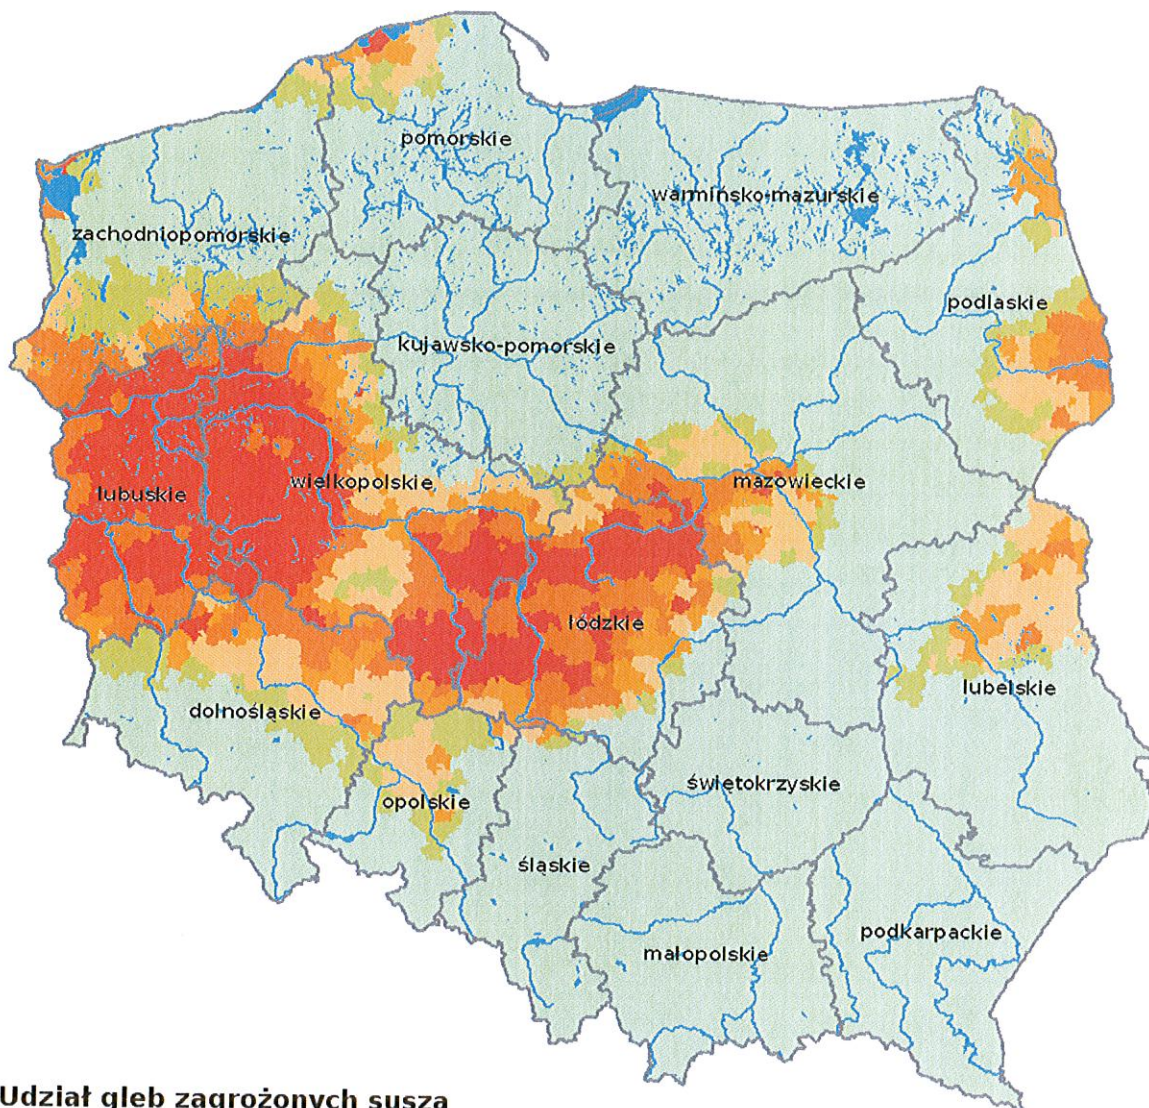 pomorskie
warmińsko-mazurskie
zachodniopomorskie
podlaskie
kujawsko-pomorskie
mazowieckie
wielkopolskie
lubuskie
łódzkie
lubelskie
dolnośląskie
świętokrzyskie
opolskie
śląskie
podkarpackie
małopolskie
Udział gleb zagrożonych suszą